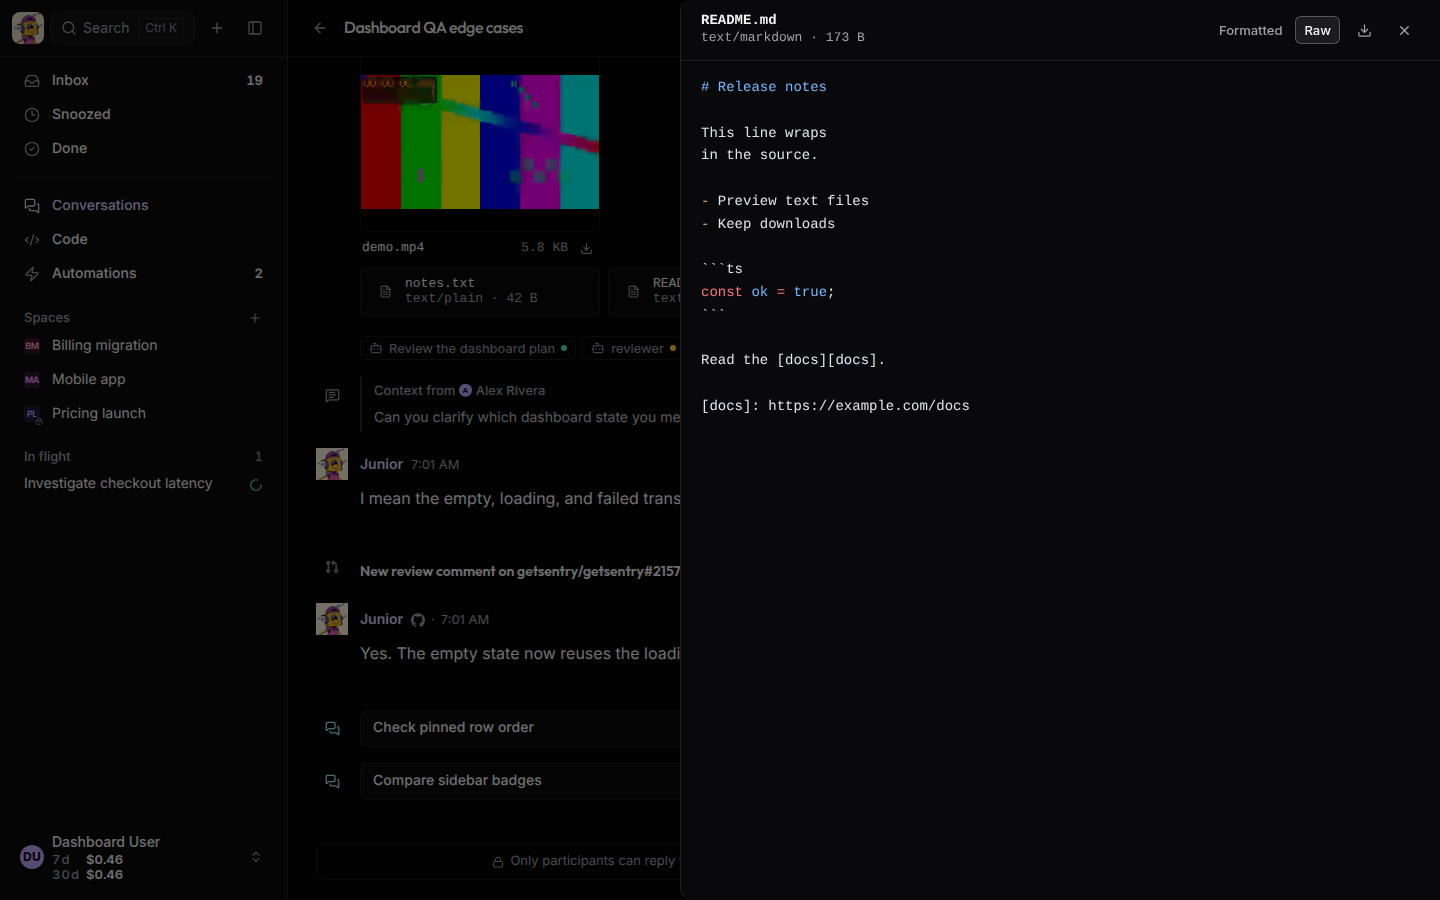 Search Ctrl K
Inbox 19
Snoozed
Done
Conversations
Code
Automations 2
Spaces
BM Billing migration
MA Mobile app
PL Pricing launch
In flight 1
Investigate checkout latency
DU Dashboard User
7d $0.46
30d $0.46
Dashboard QA edge cases
demo.mp4 5.8 KB
notes.txt
text/plain · 42 B
READ
text
Review the dashboard plan
reviewer
Context from A Alex Rivera
Can you clarify which dashboard state you me
Junior 7:01 AM
I mean the empty, loading, and failed trans
New review comment on getsentry/getsentry#2157
Junior · 7:01 AM
Yes. The empty state now reuses the loadi
Check pinned row order
Compare sidebar badges
Only participants can reply
README.md
text/markdown · 173 B
Formatted Raw
# Release notes
This line wraps
in the source.
- Preview text files
- Keep downloads
```ts
const ok = true;
```
Read the [docs][docs].
[docs]: https://example.com/docs